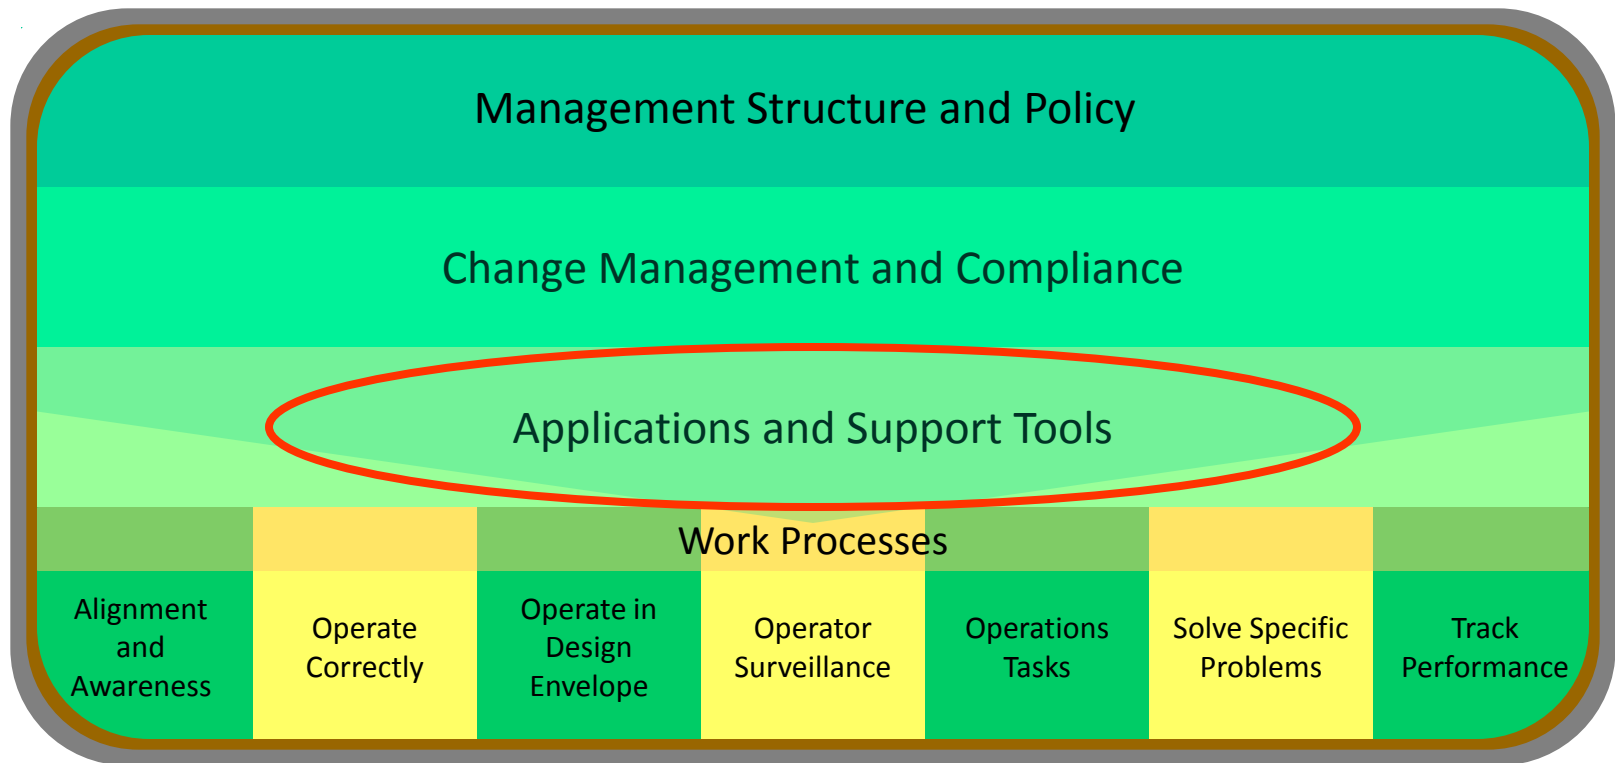 Management Structure and Policy
Change Management and Compliance
Applications and Support Tools
Work Processes
Alignment
and
Awareness
Operate
Correctly
Operate in
Design
Envelope
Operator
Surveillance
Operations
Tasks
Solve Specific
Problems
Track
Performance